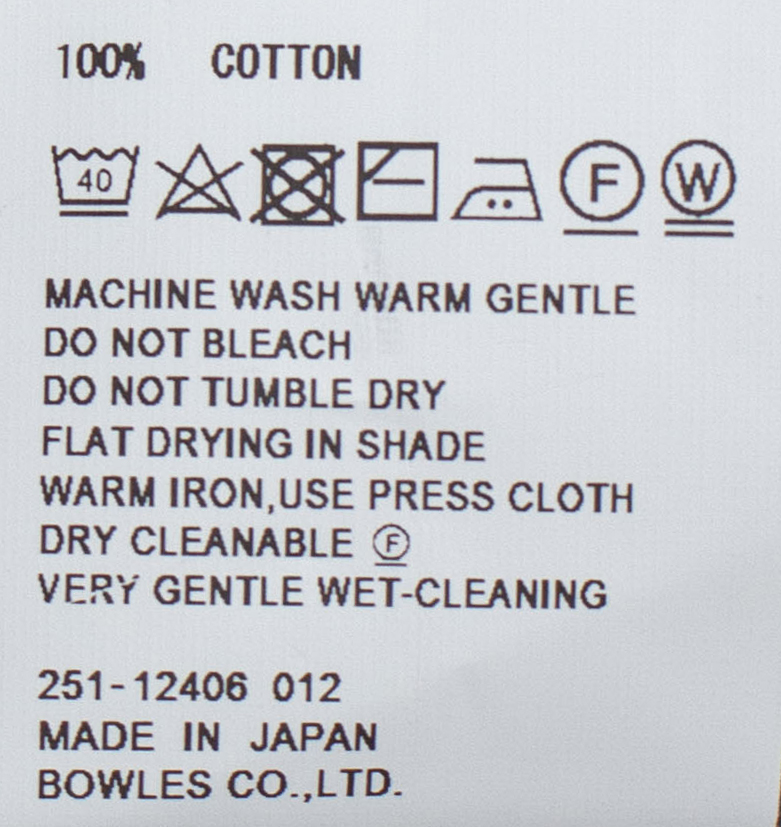 100% COTTON
40 F W
MACHINE WASH WARM GENTLE
DO NOT BLEACH
DO NOT TUMBLE DRY
FLAT DRYING IN SHADE
WARM IRON,USE PRESS CLOTH
DRY CLEANABLE Ⓕ
VERY GENTLE WET-CLEANING
251-12406 012
MADE IN JAPAN
BOWLES CO.,LTD.